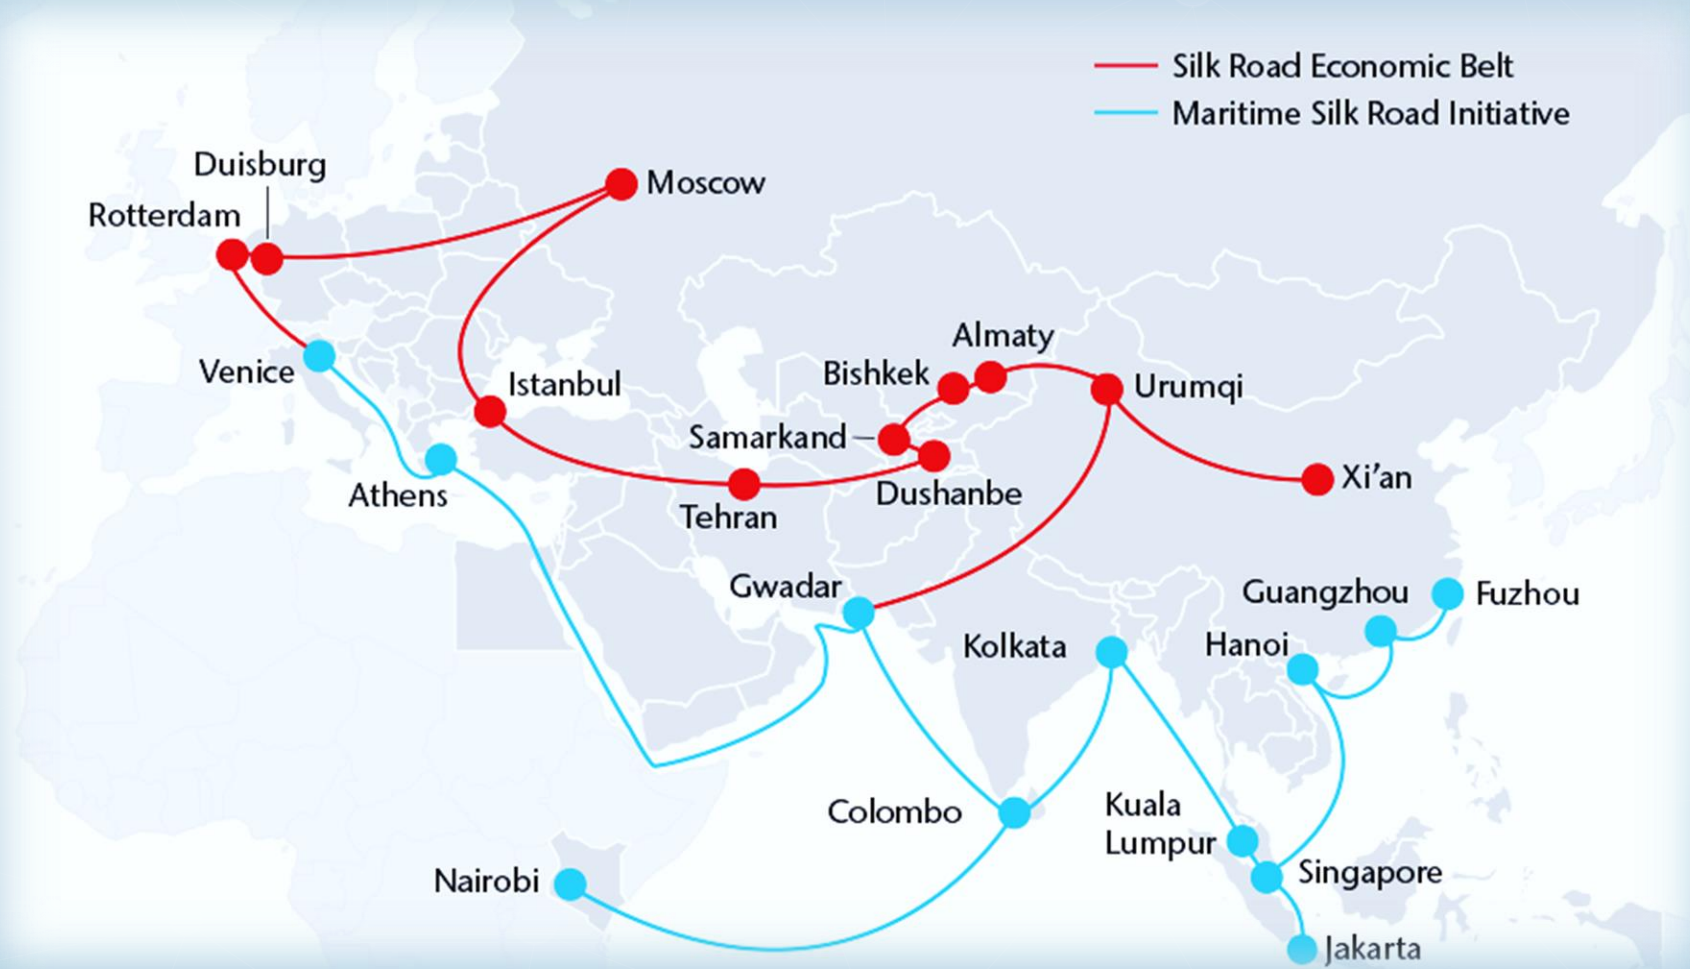 Silk Road Economic Belt
Maritime Silk Road Initiative
Duisburg
Moscow
Rotterdam
Almaty
Venice
Istanbul
Bishkek
Urumqi
Samarkand
Xi’an
Athens
Dushanbe
Tehran
Gwadar
Guangzhou
Fuzhou
Kolkata
Hanoi
Colombo
Kuala
Lumpur
Nairobi
Singapore
Jakarta